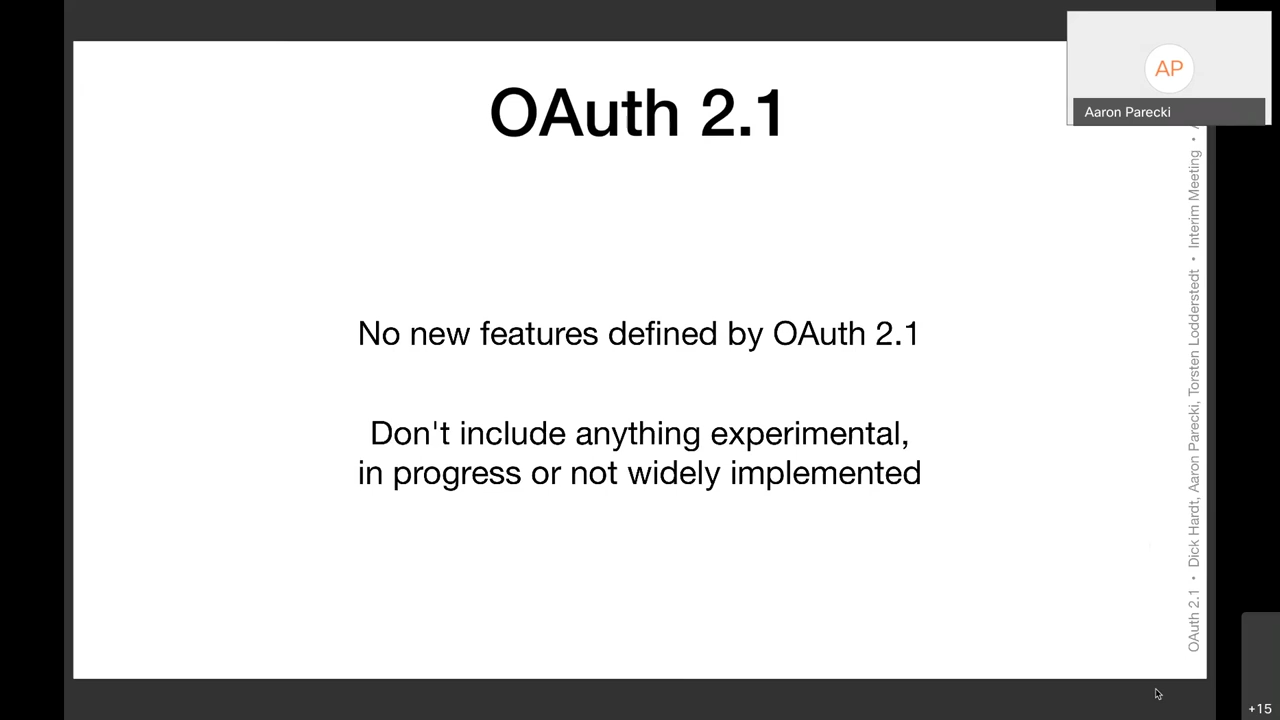 OAuth 2.1
No new features defined by OAuth 2.1
Don't include anything experimental,
in progress or not widely implemented
AP
Aaron Parecki
OAuth 2.1 • Dick Hardt, Aaron Parecki, Torsten Lodderstedt • Interim Meeting •
+15